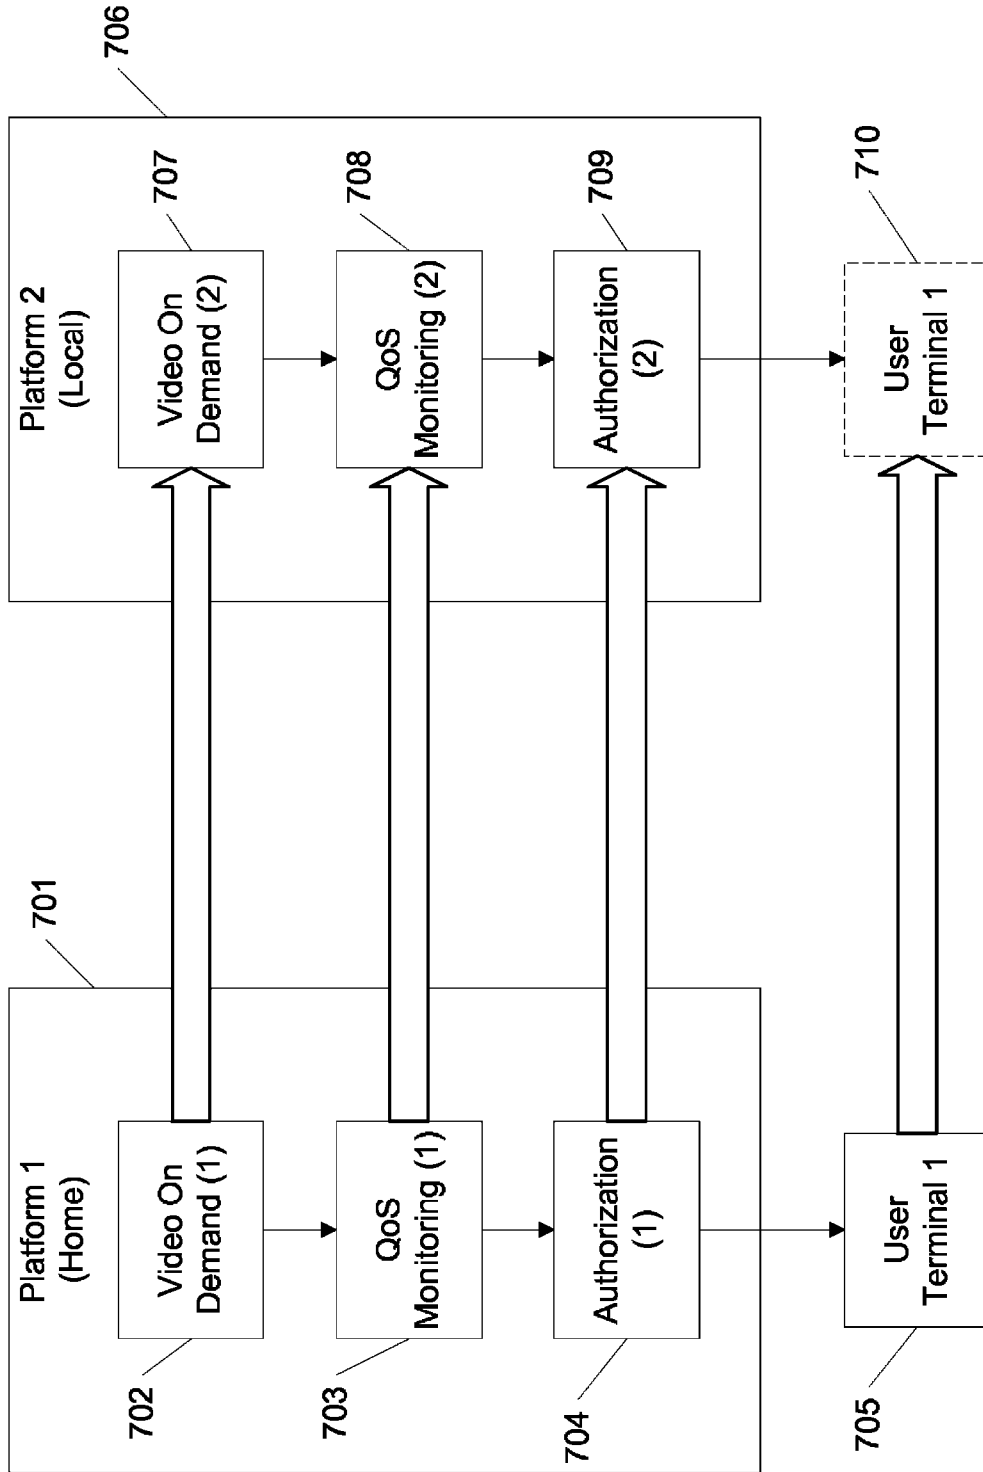 Platform 1
(Home)
701
Video On
Demand (1)
702
QoS
Monitoring (1)
703
Authorization
(1)
704
User
Terminal 1
705
Platform 2
(Local)
706
Video On
Demand (2)
707
QoS
Monitoring (2)
708
Authorization
(2)
709
User
Terminal 1
710